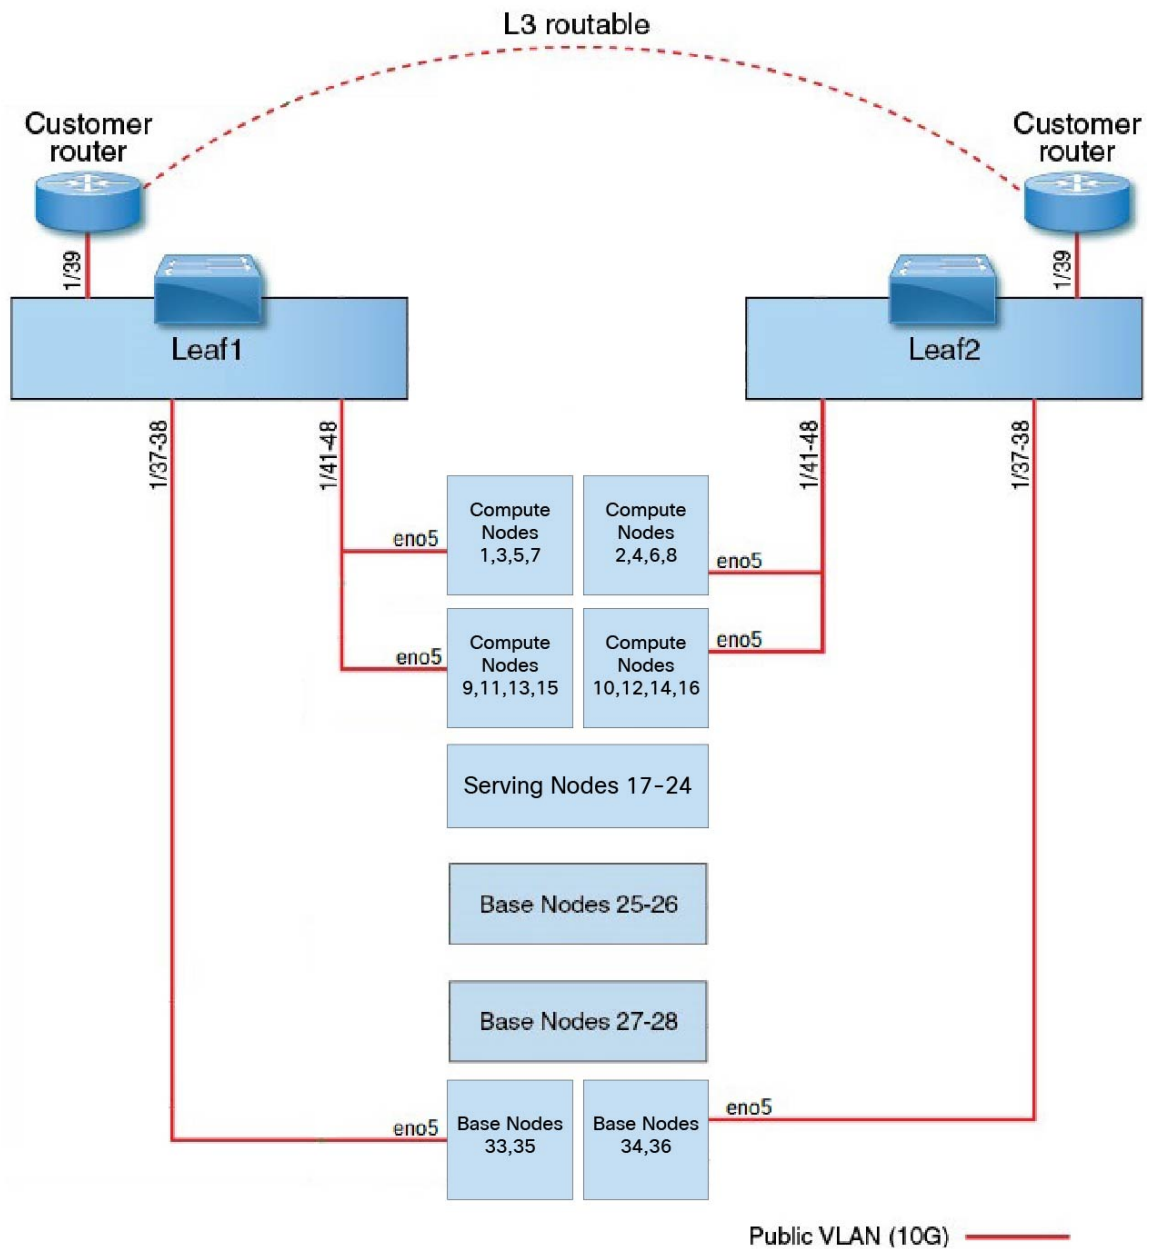 L3 routable
Customer
router
Customer
router
1/39
1/39
Leaf1
Leaf2
1/37-38
1/41-48
1/41-48
1/37-38
Compute
Nodes
1,3,5,7
Compute
Nodes
2,4,6,8
eno5
eno5
Compute
Nodes
9,11,13,15
Compute
Nodes
10,12,14,16
eno5
eno5
Serving Nodes 17-24
Base Nodes 25-26
Base Nodes 27-28
eno5
Base Nodes
33,35
Base Nodes
34,36
eno5
Public VLAN (10G)